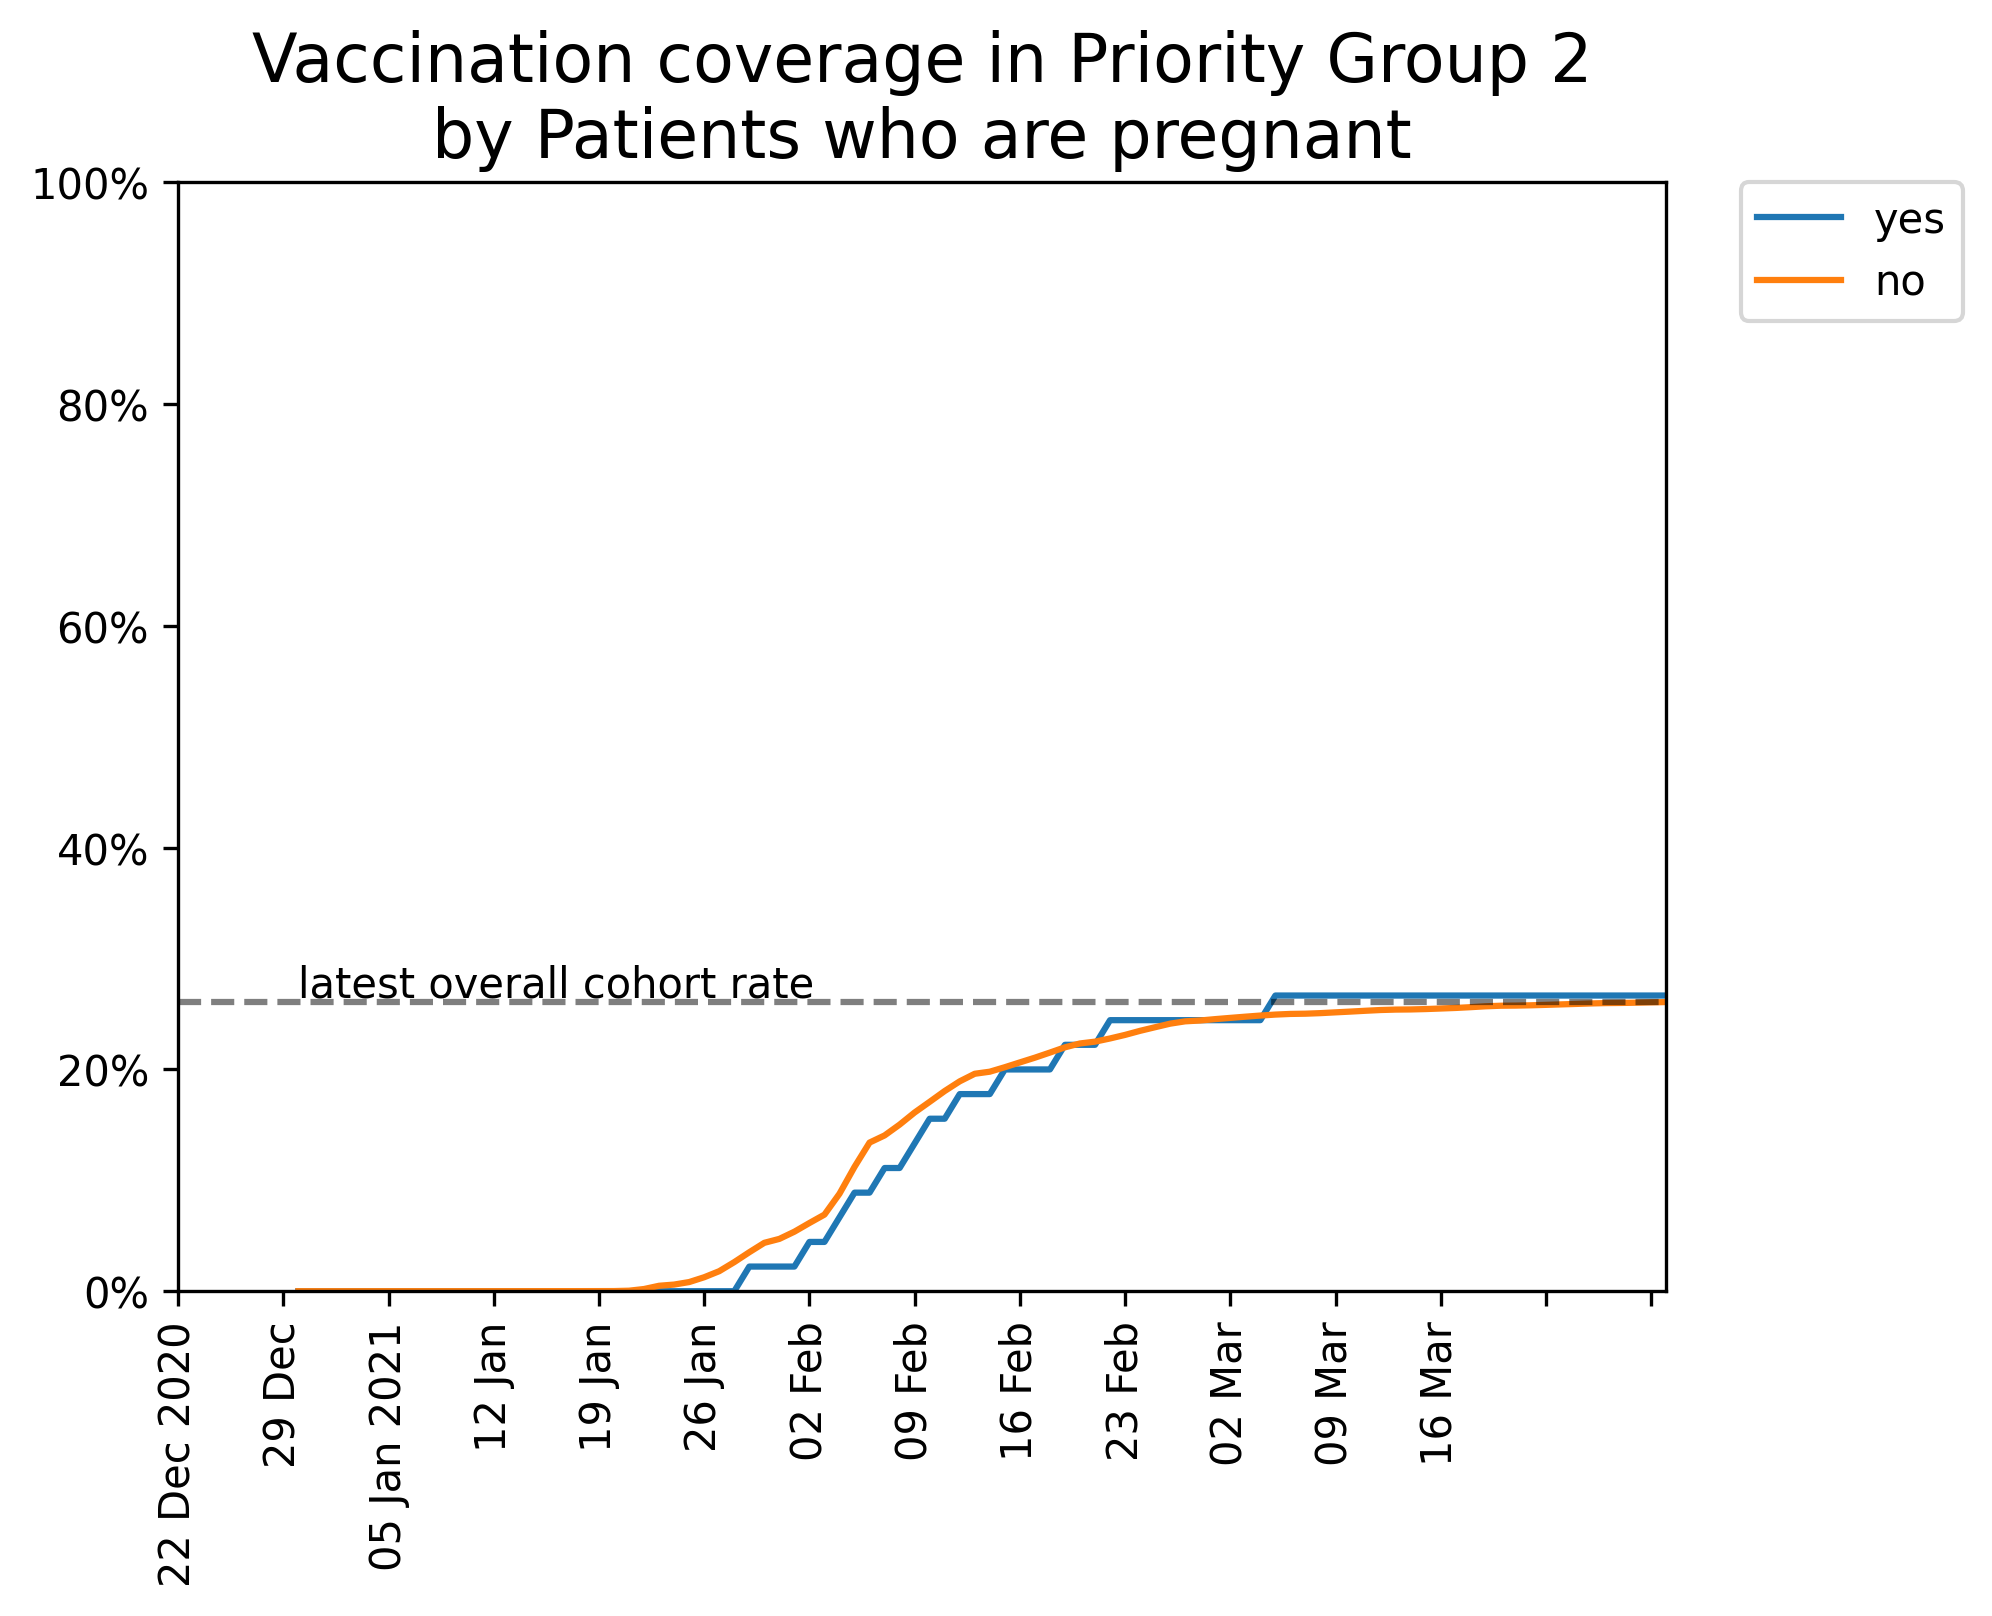 Vaccination coverage in Priority Group 2
by Patients who are pregnant
100%
80%
60%
40%
20%
0%
latest overall cohort rate
yes
no
22 Dec 2020
29 Dec
05 Jan 2021
12 Jan
19 Jan
26 Jan
02 Feb
09 Feb
16 Feb
23 Feb
02 Mar
09 Mar
16 Mar